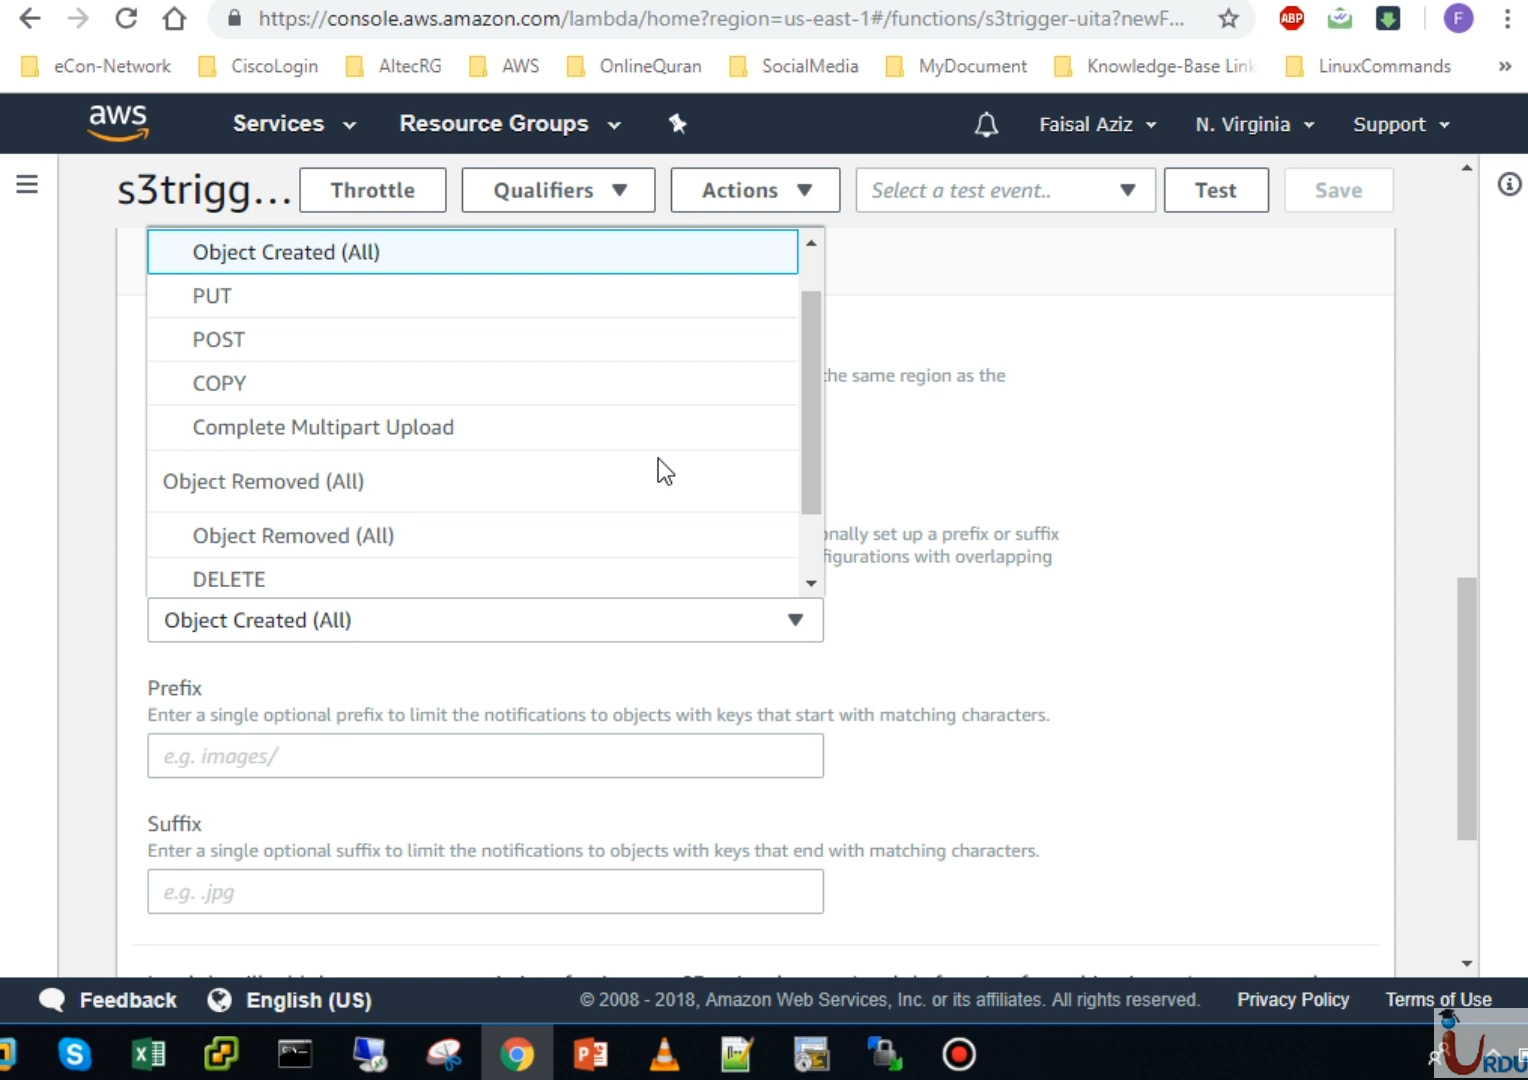 https://console.aws.amazon.com/lambda/home?region=us-east-1#/functions/s3trigger-uita?newF...
ABP
F
eCon-Network CiscoLogin AltecRG AWS OnlineQuran SocialMedia MyDocument Knowledge-Base Link LinuxCommands »
aws Services Resource Groups Faisal Aziz N. Virginia Support
s3trigg... Throttle Qualifiers Actions Select a test event.. Test Save
Object Created (All)
PUT
POST
the same region as the
COPY
Complete Multipart Upload
Object Removed (All)
Object Removed (All)
onally set up a prefix or suffix
figurations with overlapping
DELETE
Object Created (All)
Prefix
Enter a single optional prefix to limit the notifications to objects with keys that start with matching characters.
e.g. images/
Suffix
Enter a single optional suffix to limit the notifications to objects with keys that end with matching characters.
e.g. .jpg
Feedback English (US) © 2008 - 2018, Amazon Web Services, Inc. or its affiliates. All rights reserved. Privacy Policy Terms of Use
URDU